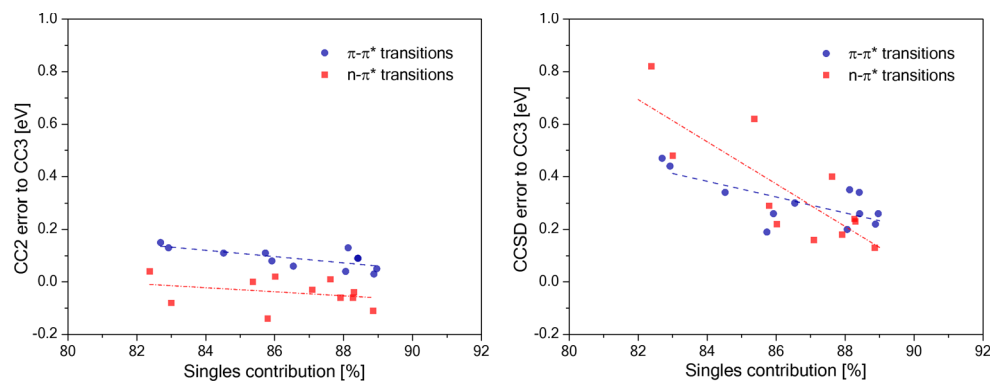 1.0
0.8
0.6
0.4
0.2
0.0
-0.2
CC2 error to CC3 [eV]
π-π* transitions
n-π* transitions
80 82 84 86 88 90 92
Singles contribution [%]
1.0
0.8
0.6
0.4
0.2
0.0
-0.2
CCSD error to CC3 [eV]
π-π* transitions
n-π* transitions
80 82 84 86 88 90 92
Singles contribution [%]